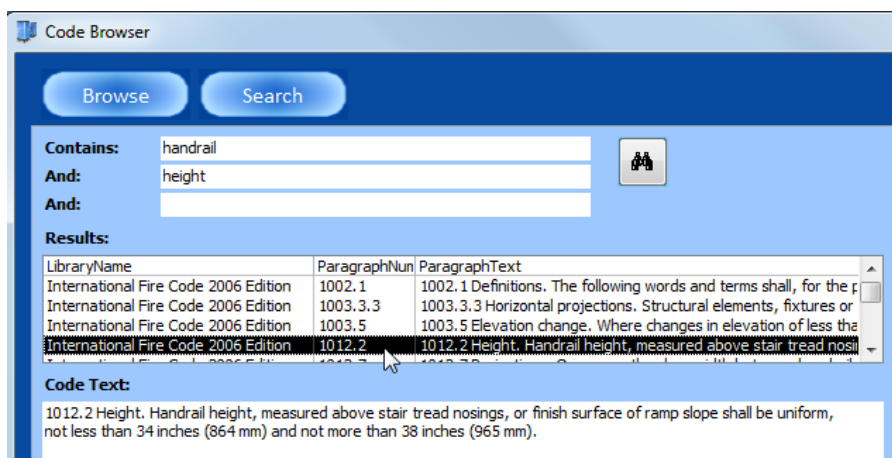 Code Browser
Browse Search
Contains: handrail
And: height
And:
Results:
LibraryName ParagraphNun ParagraphText
International Fire Code 2006 Edition 1002.1 1002.1 Definitions. The following words and terms shall, for the p
International Fire Code 2006 Edition 1003.3.3 1003.3.3 Horizontal projections. Structural elements, fixtures or
International Fire Code 2006 Edition 1003.5 1003.5 Elevation change. Where changes in elevation of less tha
International Fire Code 2006 Edition 1012.2 1012.2 Height. Handrail height, measured above stair tread nosin
Code Text:
1012.2 Height. Handrail height, measured above stair tread nosings, or finish surface of ramp slope shall be uniform,
not less than 34 inches (864 mm) and not more than 38 inches (965 mm).